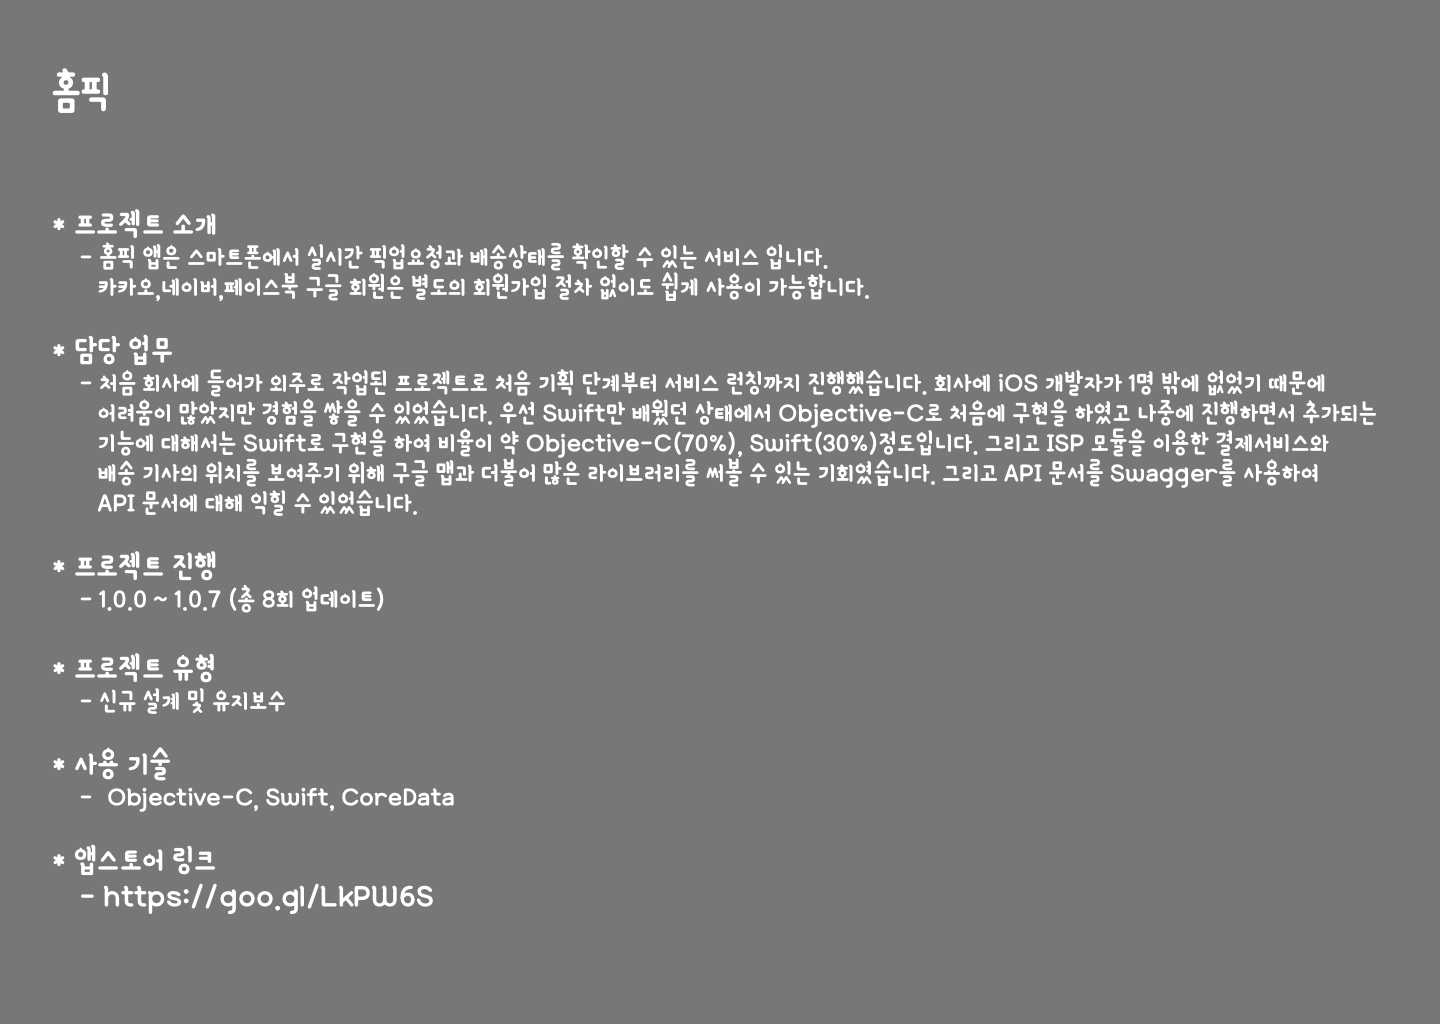 홈픽
* 프로젝트 소개
- 홈픽 앱은 스마트폰에서 실시간 픽업요청과 배송상태를 확인할 수 있는 서비스 입니다.
카카오,네이버,페이스북 구글 회원은 별도의 회원가입 절차 없이도 쉽게 사용이 가능합니다.
* 담당 업무
- 처음 회사에 들어가 외주로 작업된 프로젝트로 처음 기획 단계부터 서비스 런칭까지 진행했습니다. 회사에 iOS 개발자가 1명 밖에 없었기 때문에
어려움이 많았지만 경험을 쌓을 수 있었습니다. 우선 Swift만 배웠던 상태에서 Objective-C로 처음에 구현을 하였고 나중에 진행하면서 추가되는
기능에 대해서는 Swift로 구현을 하여 비율이 약 Objective-C(70%), Swift(30%)정도입니다. 그리고 ISP 모듈을 이용한 결제서비스와
배송 기사의 위치를 보여주기 위해 구글 맵과 더불어 많은 라이브러리를 써볼 수 있는 기회였습니다. 그리고 API 문서를 Swagger를 사용하여
API 문서에 대해 익힐 수 있었습니다.
* 프로젝트 진행
- 1.0.0 ~ 1.0.7 (총 8회 업데이트)
* 프로젝트 유형
- 신규 설계 및 유지보수
* 사용 기술
- Objective-C, Swift, CoreData
* 앱스토어 링크
- https://goo.gl/LkPW6S